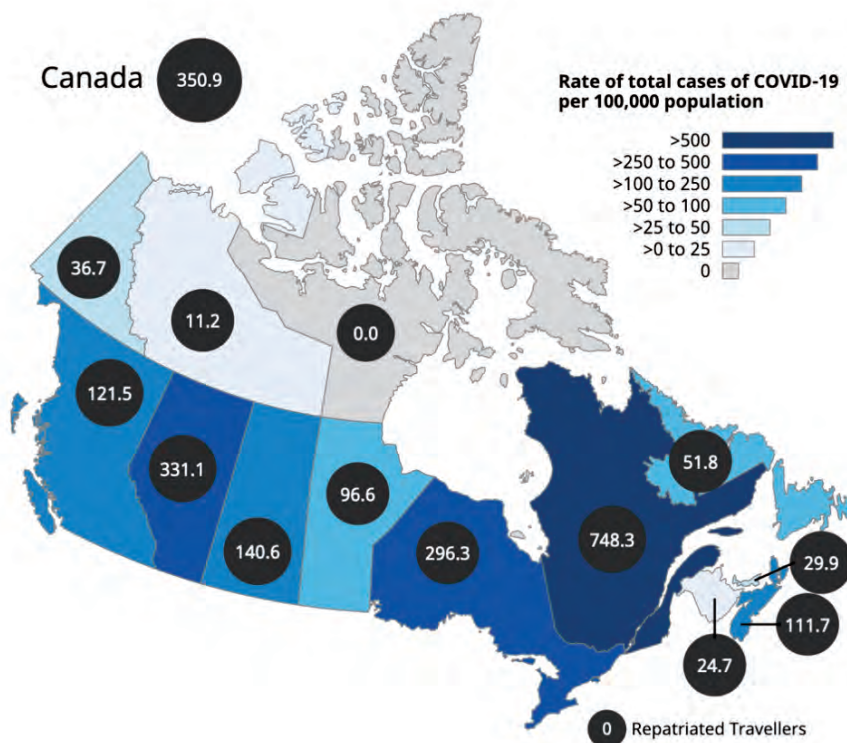 Canada
350.9
Rate of total cases of COVID-19
per 100,000 population
>500
>250 to 500
>100 to 250
>50 to 100
>25 to 50
>0 to 25
0
36.7
11.2
0.0
121.5
331.1
140.6
96.6
296.3
748.3
51.8
29.9
111.7
24.7
0 Repatriated Travellers